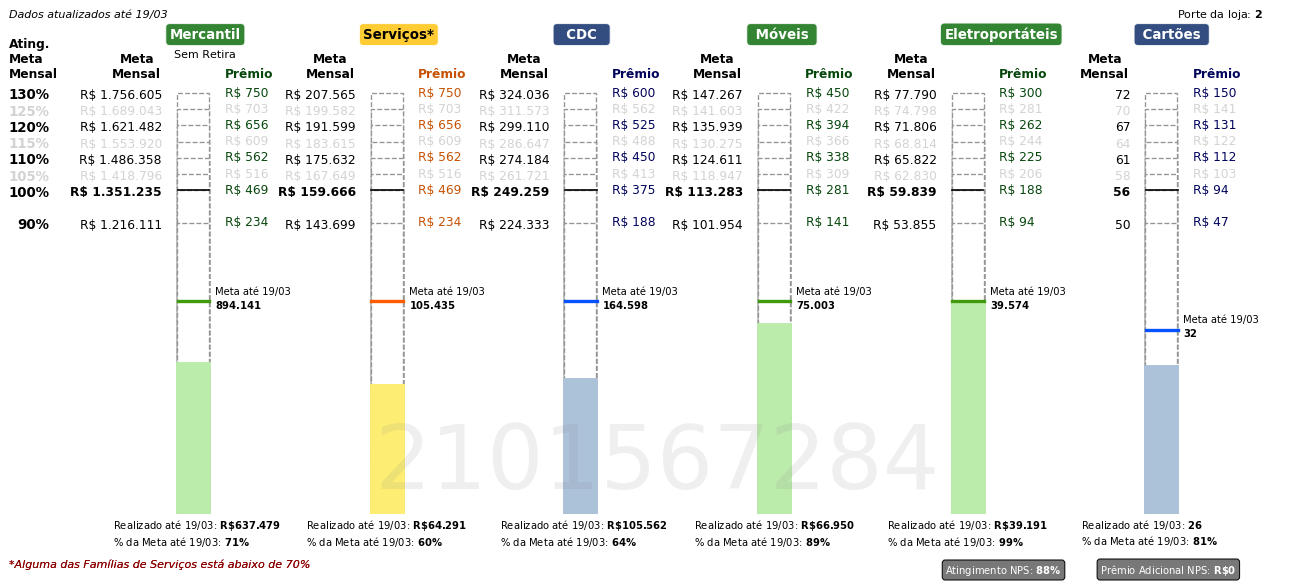 Dados atualizados até 19/03
Porte da loja: 2
Mercantil Serviços* CDC Móveis Eletroportáteis Cartões
Sem Retira
Ating. Meta Mensal Meta Mensal Prêmio Meta Mensal Prêmio Meta Mensal Prêmio Meta Mensal Prêmio Meta Mensal Prêmio Meta Mensal Prêmio
130% R$ 1.756.605 R$ 750 R$ 207.565 R$ 750 R$ 324.036 R$ 600 R$ 147.267 R$ 450 R$ 77.790 R$ 300 72 R$ 150
125% R$ 1.689.043 R$ 703 R$ 199.582 R$ 703 R$ 311.573 R$ 562 R$ 141.603 R$ 422 R$ 74.798 R$ 281 70 R$ 141
120% R$ 1.621.482 R$ 656 R$ 191.599 R$ 656 R$ 299.110 R$ 525 R$ 135.939 R$ 394 R$ 71.806 R$ 262 67 R$ 131
115% R$ 1.553.920 R$ 609 R$ 183.615 R$ 609 R$ 286.647 R$ 488 R$ 130.275 R$ 366 R$ 68.814 R$ 244 64 R$ 122
110% R$ 1.486.358 R$ 562 R$ 175.632 R$ 562 R$ 274.184 R$ 450 R$ 124.611 R$ 338 R$ 65.822 R$ 225 61 R$ 112
105% R$ 1.418.796 R$ 516 R$ 167.649 R$ 516 R$ 261.721 R$ 413 R$ 118.947 R$ 309 R$ 62.830 R$ 206 58 R$ 103
100% R$ 1.351.235 R$ 469 R$ 159.666 R$ 469 R$ 249.259 R$ 375 R$ 113.283 R$ 281 R$ 59.839 R$ 188 56 R$ 94
90% R$ 1.216.111 R$ 234 R$ 143.699 R$ 234 R$ 224.333 R$ 188 R$ 101.954 R$ 141 R$ 53.855 R$ 94 50 R$ 47
Meta até 19/03 Meta até 19/03 Meta até 19/03 Meta até 19/03 Meta até 19/03
894.141 105.435 164.598 75.003 39.574
Meta até 19/03
32
2101567284
Realizado até 19/03: R$637.479 Realizado até 19/03: R$64.291 Realizado até 19/03: R$105.562 Realizado até 19/03: R$66.950 Realizado até 19/03: R$39.191 Realizado até 19/03: 26
% da Meta até 19/03: 71% % da Meta até 19/03: 60% % da Meta até 19/03: 64% % da Meta até 19/03: 89% % da Meta até 19/03: 99% % da Meta até 19/03: 81%
*Alguma das Famílias de Serviços está abaixo de 70%
Atingimento NPS: 88% Prêmio Adicional NPS: R$0